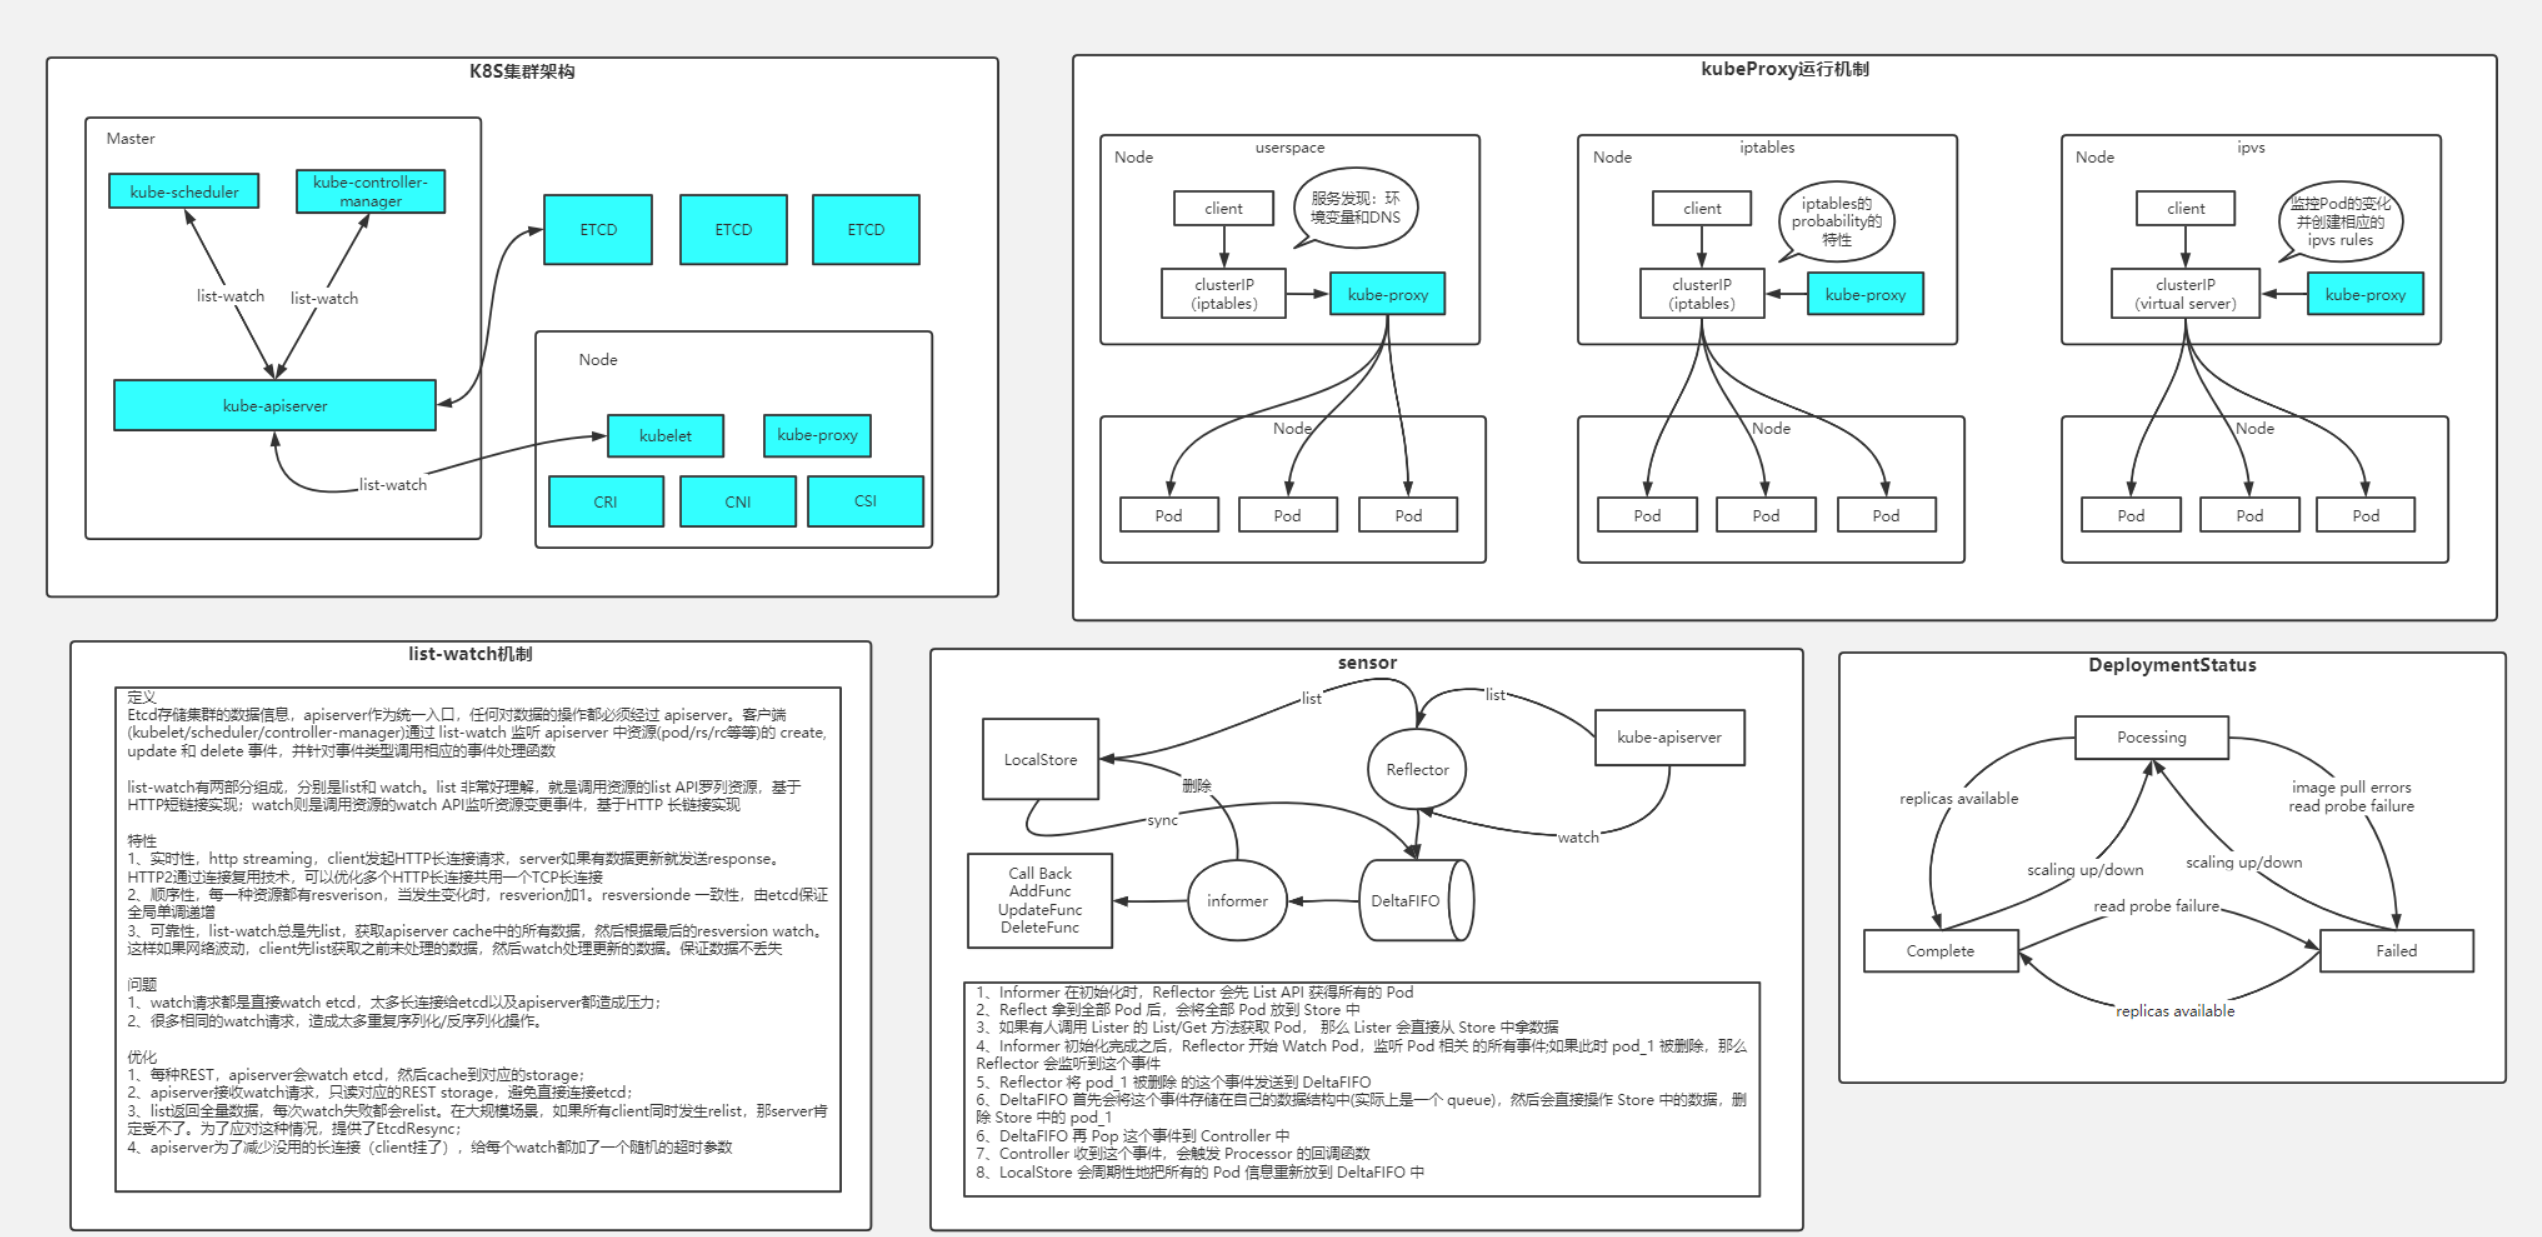 K8S集群架构
Master
kube-scheduler
kube-controller-
manager
list-watch
list-watch
kube-apiserver
list-watch
ETCD
ETCD
ETCD
Node
kubelet
kube-proxy
CRI
CNI
CSI
kubeProxy运行机制
userspace
Node
client
服务发现：环
境变量和DNS
clusterIP
(iptables)
kube-proxy
Node
Pod
Pod
Pod
iptables
Node
client
iptables的
probability的
特性
clusterIP
(iptables)
kube-proxy
Node
Pod
Pod
Pod
ipvs
Node
client
监控Pod的变化
并创建相应的
ipvs rules
clusterIP
(virtual server)
kube-proxy
Node
Pod
Pod
Pod
list-watch机制
定义
Etcd存储集群的数据信息，apiserver作为统一入口，任何对数据的操作都必须经过 apiserver。客户端
(kubelet/scheduler/controller-manager)通过 list-watch 监听 apiserver 中资源(pod/rs/rc等等)的 create,
update 和 delete 事件，并针对事件类型调用相应的事件处理函数
list-watch有两部分组成，分别是list和 watch。list 非常好理解，就是调用资源的list API罗列资源，基于
HTTP短链接实现；watch则是调用资源的watch API监听资源变更事件，基于HTTP 长链接实现
特性
1、实时性，http streaming，client发起HTTP长连接请求，server如果有数据更新就发送response。
HTTP2通过连接复用技术，可以优化多个HTTP长连接共用一个TCP长连接
2、顺序性，每一种资源都有resverison，当发生变化时，resverion加1。resversionde 一致性，由etcd保证
全局单调递增
3、可靠性，list-watch总是先list，获取apiserver cache中的所有数据，然后根据最后的resversion watch。
这样如果网络波动，client先list获取之前未处理的数据，然后watch处理更新的数据。保证数据不丢失
问题
1、watch请求都是直接watch etcd，太多长连接给etcd以及apiserver都造成压力；
2、很多相同的watch请求，造成太多重复序列化/反序列化操作。
优化
1、每种REST，apiserver会watch etcd，然后cache到对应的storage；
2、apiserver接收watch请求，只读对应的REST storage，避免直接连接etcd；
3、list返回全量数据，每次watch失败都会relist。在大规模场景，如果所有client同时发生relist，那server肯
定受不了。为了应对这种情况，提供了EtcdResync；
4、apiserver为了减少没用的长连接（client挂了），给每个watch都加了一个随机的超时参数
sensor
list
list
LocalStore
Reflector
kube-apiserver
删除
sync
watch
Call Back
AddFunc
UpdateFunc
DeleteFunc
informer
DeltaFIFO
1、Informer 在初始化时，Reflector 会先 List API 获得所有的 Pod
2、Reflect 拿到全部 Pod 后，会将全部 Pod 放到 Store 中
3、如果有人调用 Lister 的 List/Get 方法获取 Pod， 那么 Lister 会直接从 Store 中拿数据
4、Informer 初始化完成之后，Reflector 开始 Watch Pod，监听 Pod 相关 的所有事件;如果此时 pod_1 被删除，那么
Reflector 会监听到这个事件
5、Reflector 将 pod_1 被删除 的这个事件发送到 DeltaFIFO
6、DeltaFIFO 首先会将这个事件存储在自己的数据结构中(实际上是一个 queue)，然后会直接操作 Store 中的数据，删
除 Store 中的 pod_1
6、DeltaFIFO 再 Pop 这个事件到 Controller 中
7、Controller 收到这个事件，会触发 Processor 的回调函数
8、LocalStore 会周期性地把所有的 Pod 信息重新放到 DeltaFIFO 中
DeploymentStatus
Pocessing
replicas available
image pull errors
read probe failure
scaling up/down
scaling up/down
read probe failure
Complete
Failed
replicas available